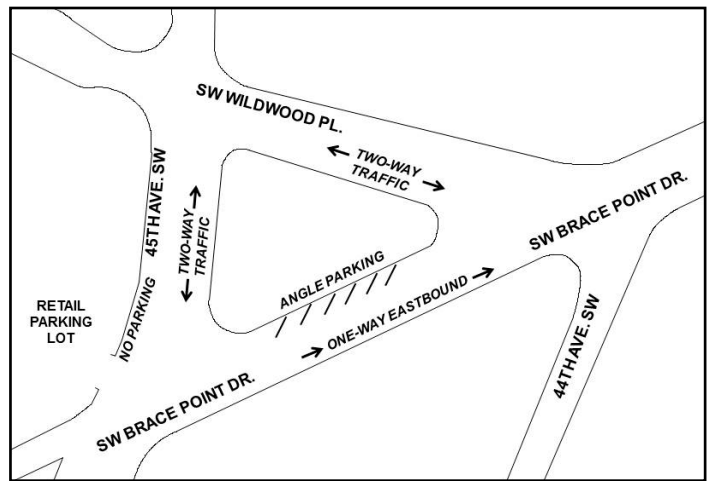 SW WILDWOOD PL.
TWO-WAY
TRAFFIC
45TH AVE. SW
TWO-WAY
TRAFFIC
SW BRACE POINT DR.
ANGLE PARKING
NO PARKING
ONE-WAY EASTBOUND
RETAIL
PARKING
LOT
44TH AVE. SW
SW BRACE POINT DR.